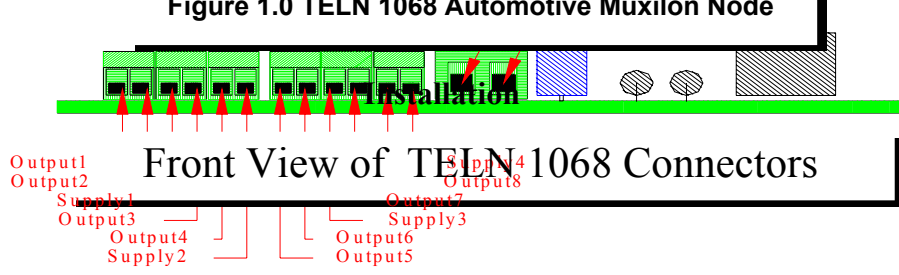 Figure 1.0 TELN 1068 Automotive Muxilon Node
Installation
Front View of TELN 1068 Connectors
Output1
Output2
Supply1
Output3
Output4
Supply2
Supply4
Output8
Output7
Supply3
Output6
Output5